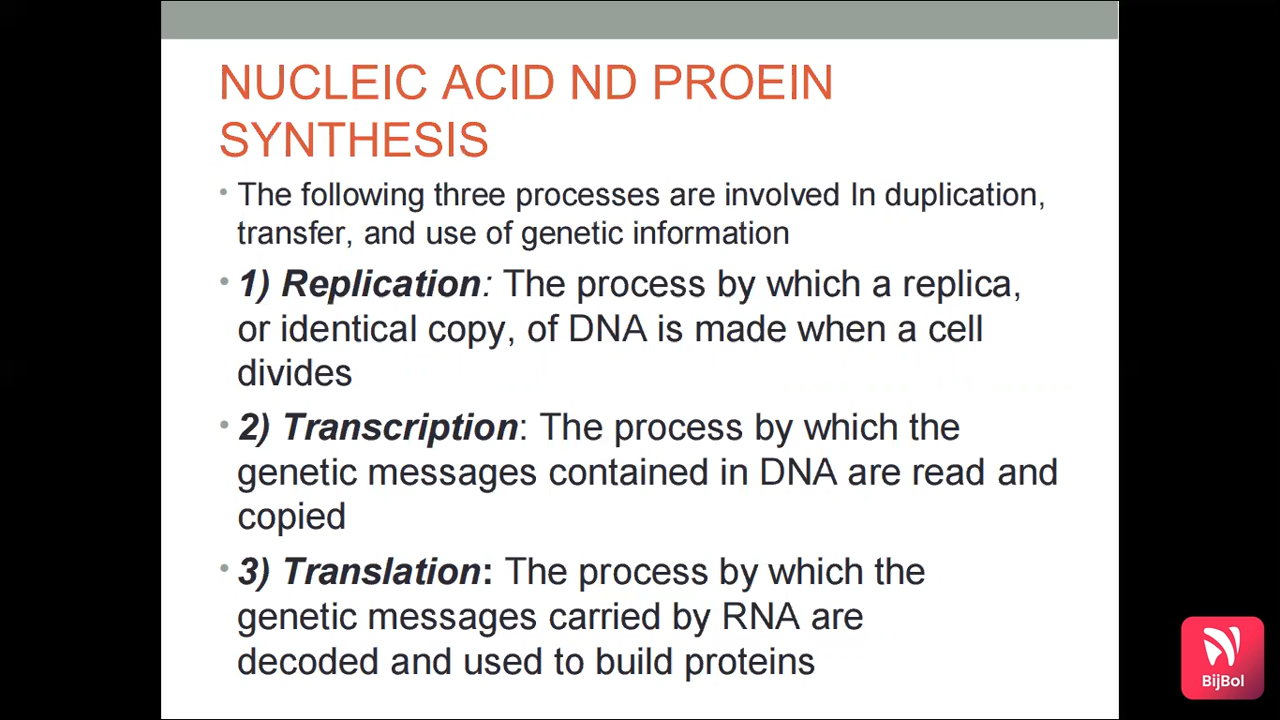 NUCLEIC ACID ND PROEIN
SYNTHESIS
• The following three processes are involved In duplication,
transfer, and use of genetic information
• 1) Replication: The process by which a replica,
or identical copy, of DNA is made when a cell
divides
• 2) Transcription: The process by which the
genetic messages contained in DNA are read and
copied
• 3) Translation: The process by which the
genetic messages carried by RNA are
decoded and used to build proteins
BijBol